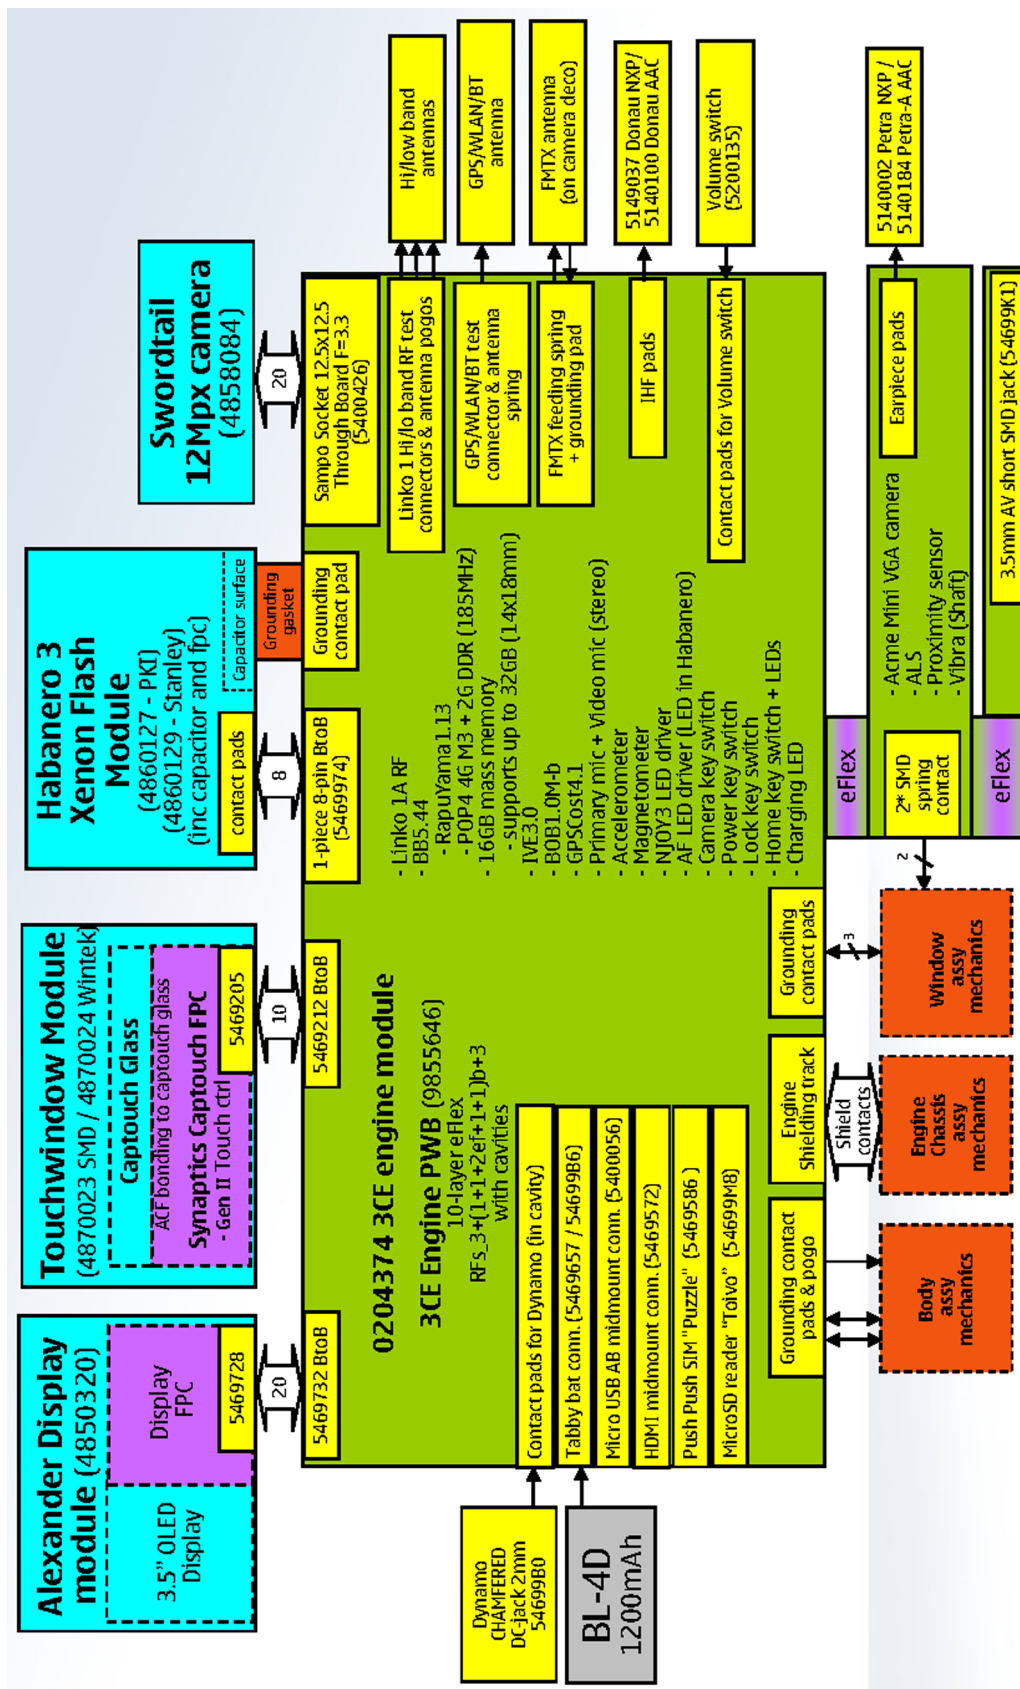 Alexander Display
module (4850320)
3.5" OLED
Display
Display
FPC
5469728
20
5469732 BtoB
Touchwindow Module
(4870023 SMD / 4870024 Wintek)
Captouch Glass
ACF bonding to captouch glass
Synaptics Captouch FPC
- Gen II Touch ctrl
5469205
10
5469212 BtoB
Habanero 3
Xenon Flash
Module
(4860127 - PKI)
(4860129 - Stanley)
(inc capacitor and fpc)
contact pads
Capacitor surface
8
1-piece 8-pin BtoB
(5469974)
Grounding
gasket
Grounding
contact pad
Swordtail
12Mpx camera
(4858084)
20
Sampo Socket 12.5x12.5
Through Board F=3.3
(5400426)
0204374 3CE engine module
3CE Engine PWB (9855646)
10-layer eFlex
RFs_3+(1+1+2ef+1+1)b+3
with cavities
- Linko 1A RF
- BB5.44
- RapuYama1.13
- POP4 4G M3 + 2G DDR (185MHz)
- 16GB mass memory
- supports up to 32GB (14x18mm)
- IVE3.0
- BOB1.0M-b
- GPSCost4.1
- Primary mic + Video mic (stereo)
- Accelerometer
- Magnetometer
- NJOY3 LED driver
- AF LED driver (LED in Habanero)
- Camera key switch
- Power key switch
- Lock key switch
- Home key switch + LEDs
- Charging LED
Linko 1 Hi/lo band RF test
connectors & antenna pogos
Hi/low band
antennas
GPS/WLAN/BT test
connector & antenna
spring
GPS/WLAN/BT
antenna
FMTX feeding spring
+ grounding pad
FMTX antenna
(on camera deco)
IHF pads
5149037 Donau NXP/
5140100 Donau AAC
Contact pads for Volume switch
Volume switch
(5200135)
Dynamo
CHAMFERED
DC-jack 2mm
54699B0
BL-4D
1200mAh
Contact pads for Dynamo (in cavity)
Tabby bat conn. (5469657 / 54699B6)
Micro USB AB midmount conn. (5400056)
HDMI midmount conn. (5469572)
Push Push SIM "Puzzle" (5469586 )
MicroSD reader "Toivo" (54699M8)
Grounding contact
pads & pogo
Engine
Shielding track
Grounding
contact pads
Shield
contacts
3
2
Body
assy
mechanics
Engine
Chassis
assy
mechanics
Window
assy
mechanics
eFlex
2* SMD
spring
contact
eFlex
- Acme Mini VGA camera
- ALS
- Proximity sensor
- Vibra (Shaft)
Earpiece pads
5140002 Petra NXP /
5140184 Petra-A AAC
3.5mm AV short SMD jack (54699K1)